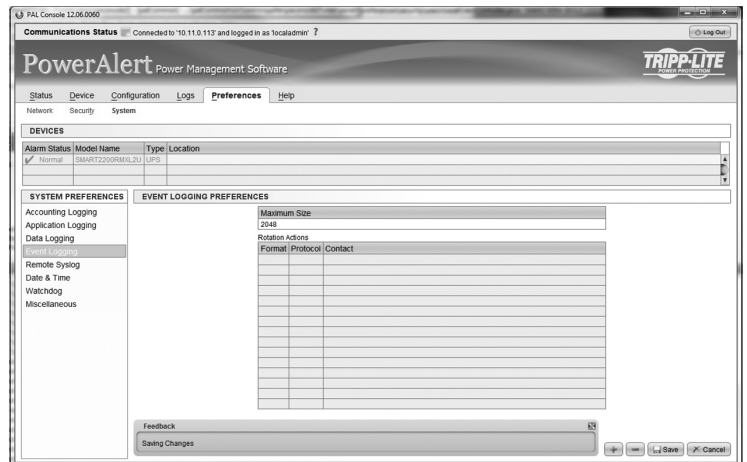 PAL Console 12.06.0060
Communications Status Connected to '10.11.0.113' and logged in as 'localadmin' ? Log Out
PowerAlert Power Management Software
TRIPP·LITE
POWER PROTECTION
Status Device Configuration Logs Preferences Help
Network Security System
DEVICES
Alarm Status Model Name Type Location
Normal SMART2200RMXL2U UPS
SYSTEM PREFERENCES EVENT LOGGING PREFERENCES
Accounting Logging
Application Logging
Data Logging
Event Logging
Remote Syslog
Date & Time
Watchdog
Miscellaneous
Maximum Size
2048
Rotation Actions
Format Protocol Contact
Feedback
Saving Changes
Save Cancel